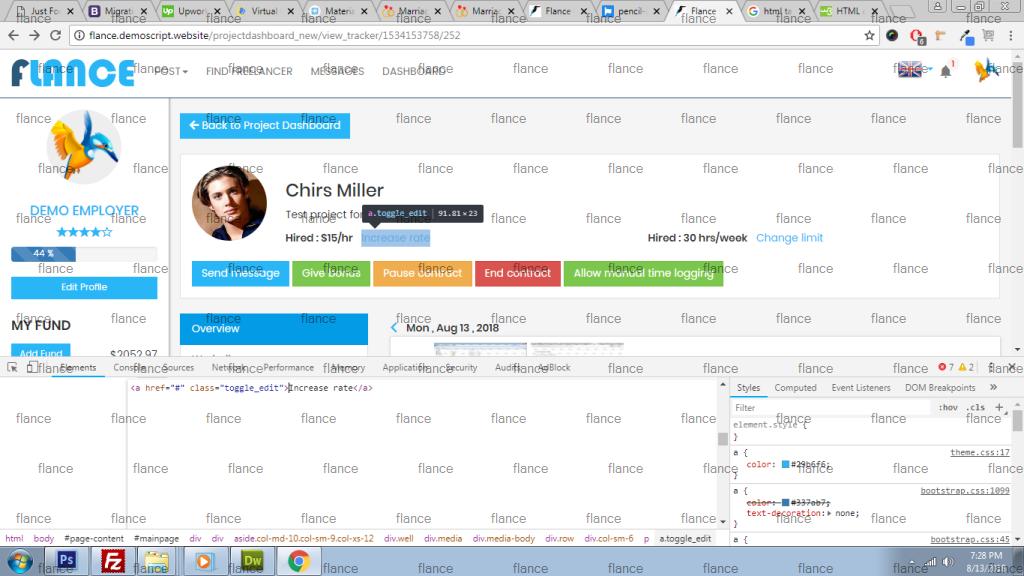 Just Fo
Migrati
Upwor
Virtual
Materia
Marria
Marria
Flance
pencil-
Flance
html ta
HTML
flance.demoscript.website/projectdashboard_new/view_tracker/1534153758/252
FLANCE
POST FIND FREELANCER MESSAGES DASHBOARD
1
flance
Back to Project Dashboard
DEMO EMPLOYER
44 %
Edit Profile
MY FUND
Add Fund
$2052.97
Chirs Miller
Test project for
a.toggle_edit | 91.81×23
Hired : $15/hr Increase rate
Hired : 30 hrs/week Change limit
Send message Give bonus Pause contract End contract Allow manual time logging
Overview
Mon , Aug 13 , 2018
Elements Console Sources Network Performance Memory Application Security Audits AdBlock
7 2
<a href="#" class="toggle_edit">Increase rate</a>
Styles Computed Event Listeners DOM Breakpoints »
Filter :hov .cls +
element.style {
}
a { theme.css:17
color: #29b6f6;
}
a { bootstrap.css:1099
color: #337ab7;
text-decoration: none;
}
a { bootstrap.css:45
html body #page-content #mainpage div div aside.col-md-10.col-sm-9.col-xs-12 div.well div.media div.media-body div.row div.col-sm-6 p a.toggle_edit
Ps
Fz
Dw
7:28 PM
8/13/2018